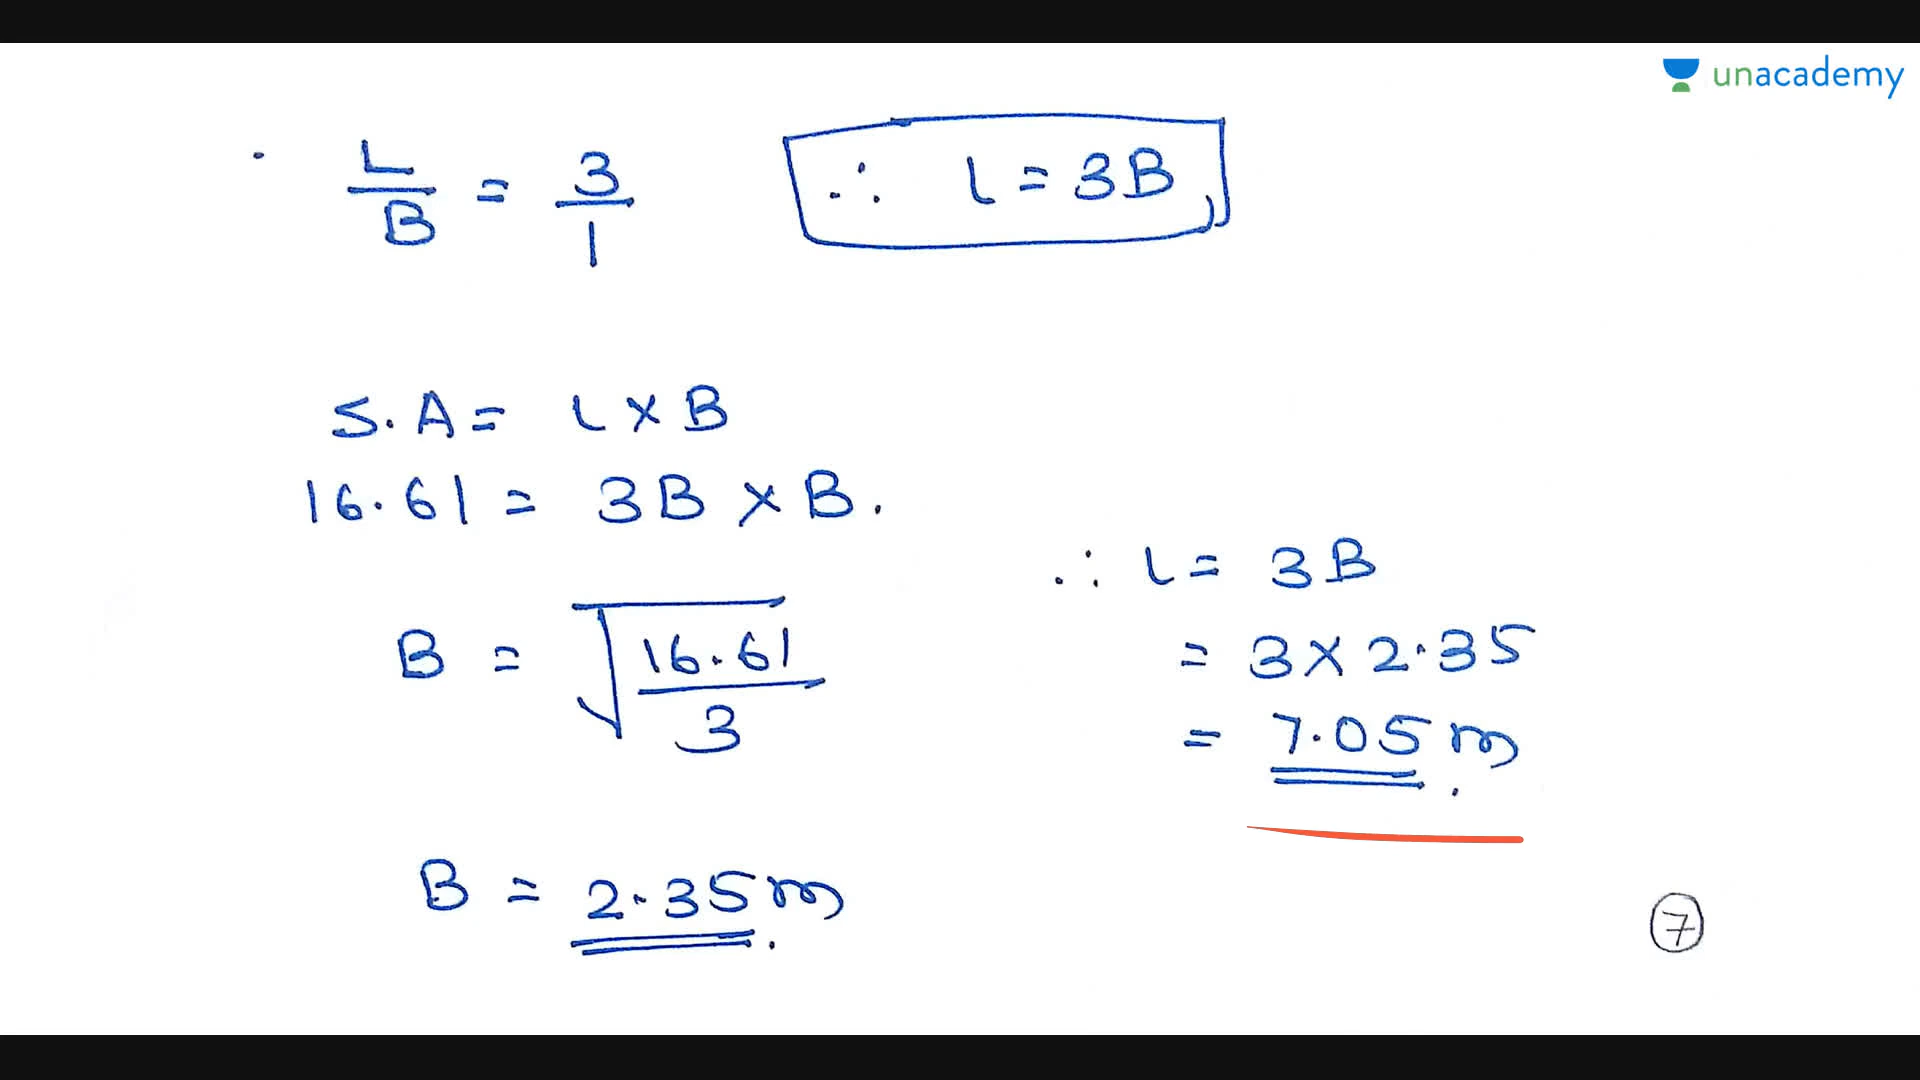 unacademy
L/B = 3/1
∴ L = 3B
S.A = L × B
16.61 = 3B × B.
B = √(16.61/3)
B = 2.35 m.
∴ L = 3B
= 3 × 2.35
= 7.05 m.
7